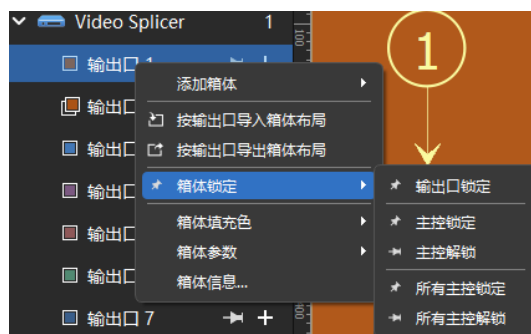 Video Splicer 1
100
输出口 1
1
添加箱体
输出口
按输出口导入箱体布局
输出口
按输出口导出箱体布局
输出口
箱体锁定
输出口锁定
输出口
箱体填充色
主控锁定
箱体参数
主控解锁
输出口
箱体信息...
所有主控锁定
输出口 7
所有主控解锁